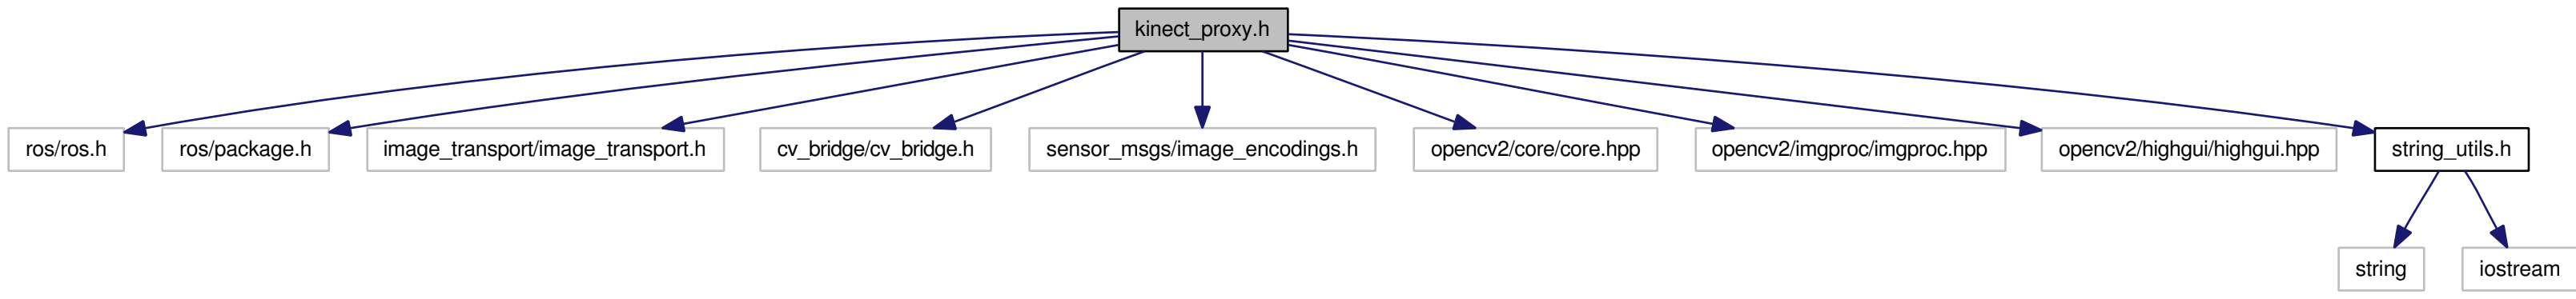 kinect_proxy.h
ros/ros.h
ros/package.h
image_transport/image_transport.h
cv_bridge/cv_bridge.h
sensor_msgs/image_encodings.h
opencv2/core/core.hpp
opencv2/imgproc/imgproc.hpp
opencv2/highgui/highgui.hpp
string_utils.h
string
iostream